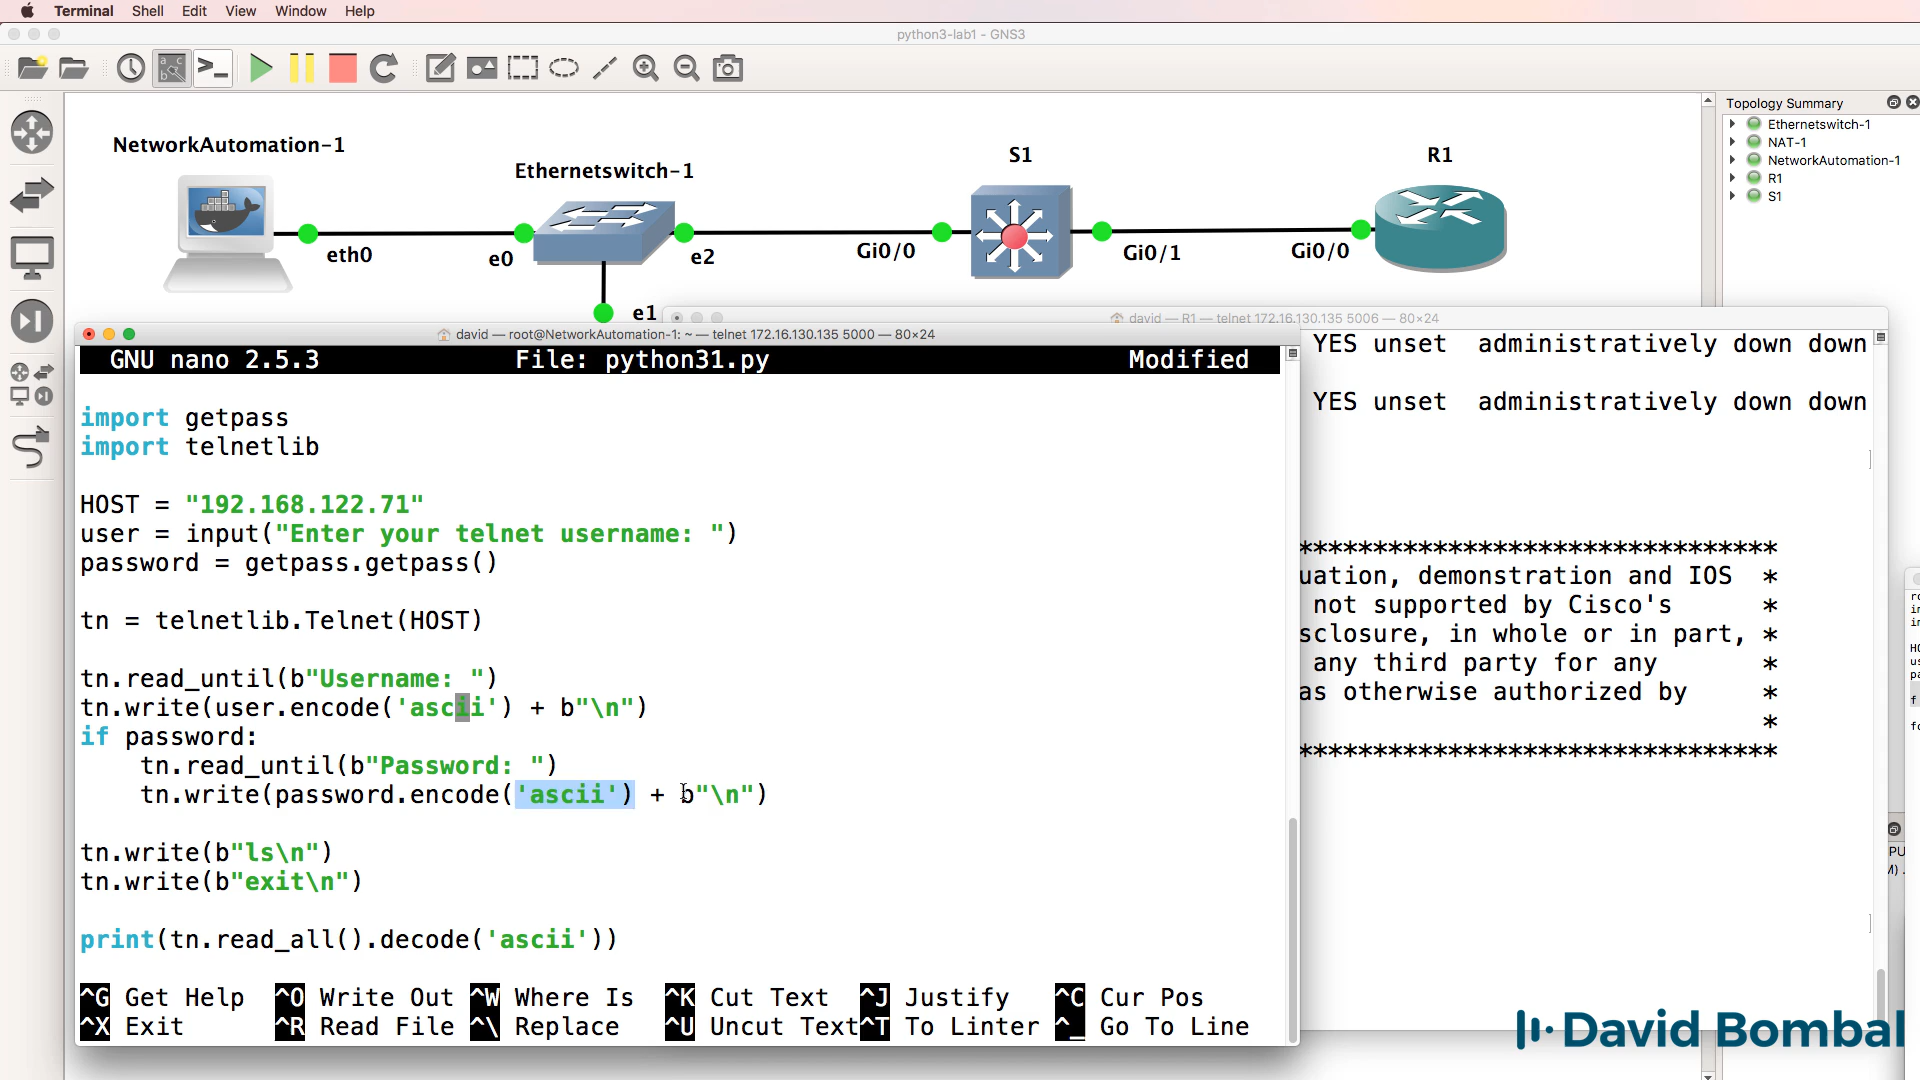 Terminal Shell Edit View Window Help
python3-lab1 - GNS3
Topology Summary
Ethernetswitch-1
NAT-1
NetworkAutomation-1
R1
S1
NetworkAutomation-1
Ethernetswitch-1
S1
R1
eth0
e0
e2
Gi0/0
Gi0/1
Gi0/0
e1
david — R1 — telnet 172.16.130.135 5006 — 80×24
david — root@NetworkAutomation-1: ~ — telnet 172.16.130.135 5000 — 80×24
GNU nano 2.5.3 File: python31.py Modified
import getpass
import telnetlib
HOST = "192.168.122.71"
user = input("Enter your telnet username: ")
password = getpass.getpass()
tn = telnetlib.Telnet(HOST)
tn.read_until(b"Username: ")
tn.write(user.encode('ascii') + b"\n")
if password:
tn.read_until(b"Password: ")
tn.write(password.encode('ascii') + b"\n")
tn.write(b"ls\n")
tn.write(b"exit\n")
print(tn.read_all().decode('ascii'))
^G Get Help ^O Write Out ^W Where Is ^K Cut Text ^J Justify ^C Cur Pos
^X Exit ^R Read File ^\ Replace ^U Uncut Text ^T To Linter ^_ Go To Line
YES unset administratively down down
YES unset administratively down down
********************************
uation, demonstration and IOS *
not supported by Cisco's *
sclosure, in whole or in part, *
any third party for any *
as otherwise authorized by *
*
********************************
David Bombal